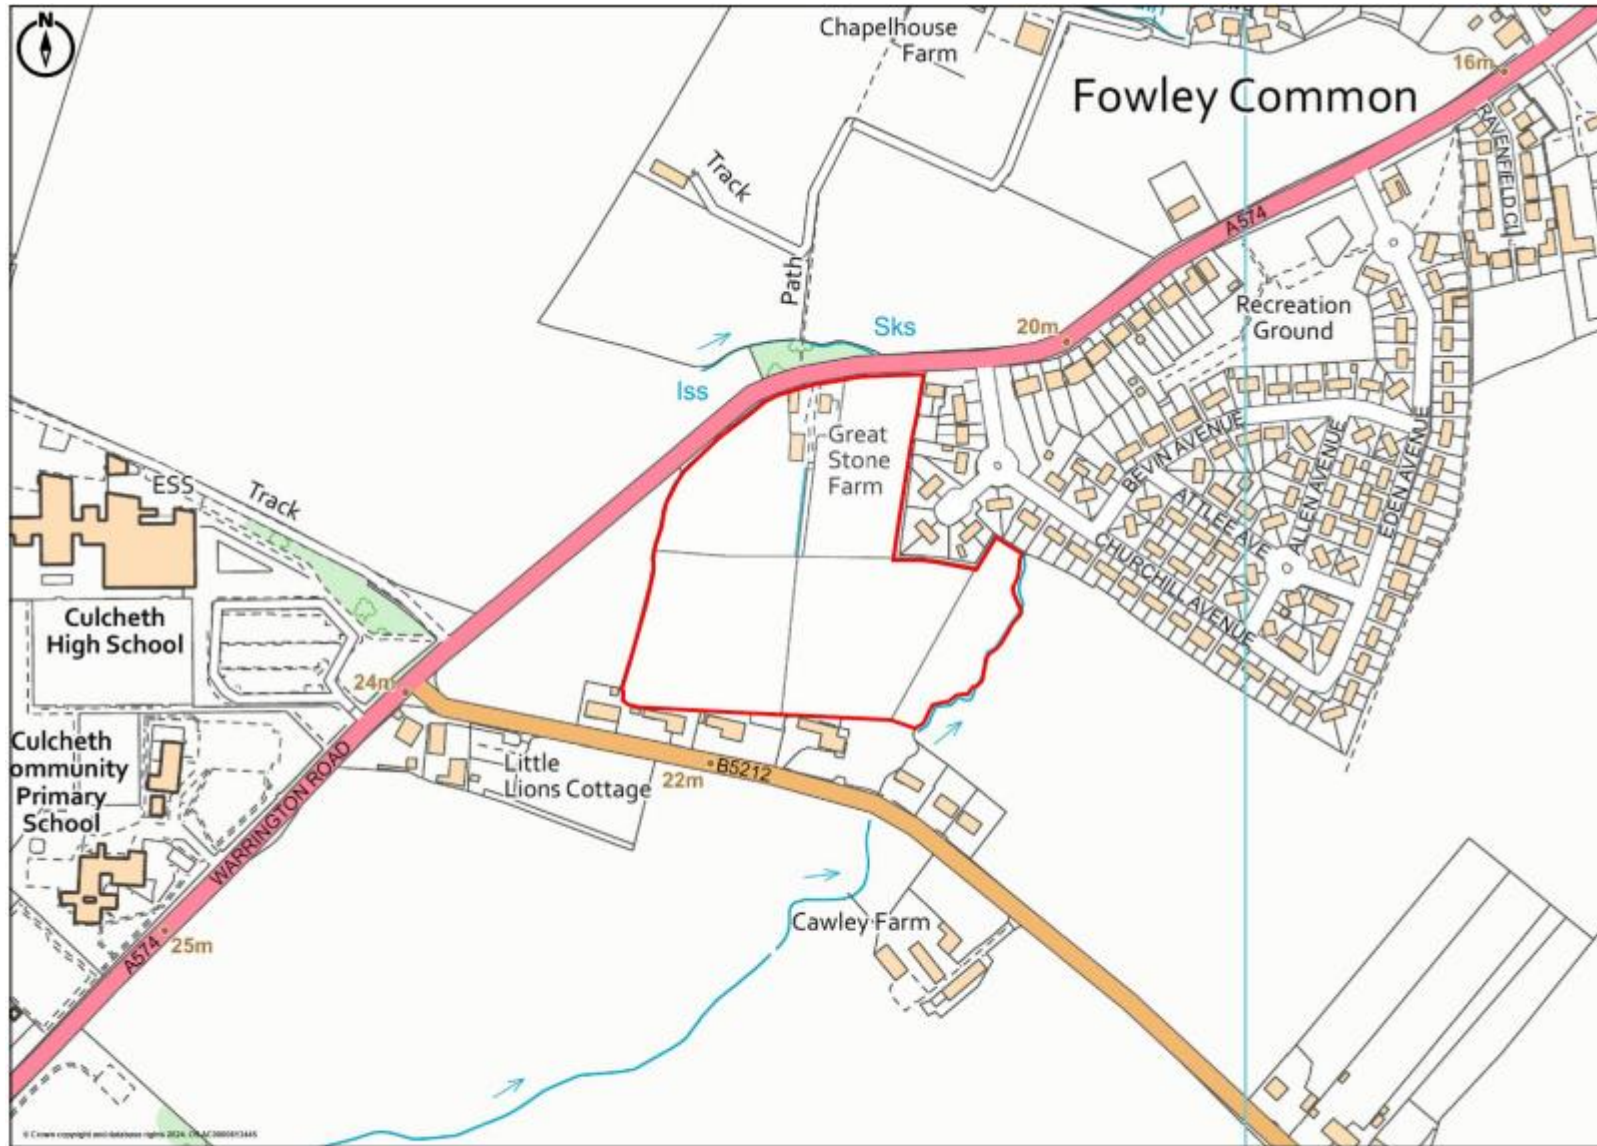 N
Chapelhouse
Farm
Fowley Common
16m
RAVENFIELD CL
Track
A574
Path
Recreation
Ground
Sks
20m
Iss
Great
Stone
Farm
BEVIN AVENUE
ATTLEE AVE
ALLEN AVENUE
EDEN AVENUE
CHURCHILL AVENUE
ESS
Track
Culcheth
High School
24m
Culcheth
ommunity
Primary
School
WARRINGTON ROAD
Little
Lions Cottage
22m
B5212
Cawley Farm
A574
25m